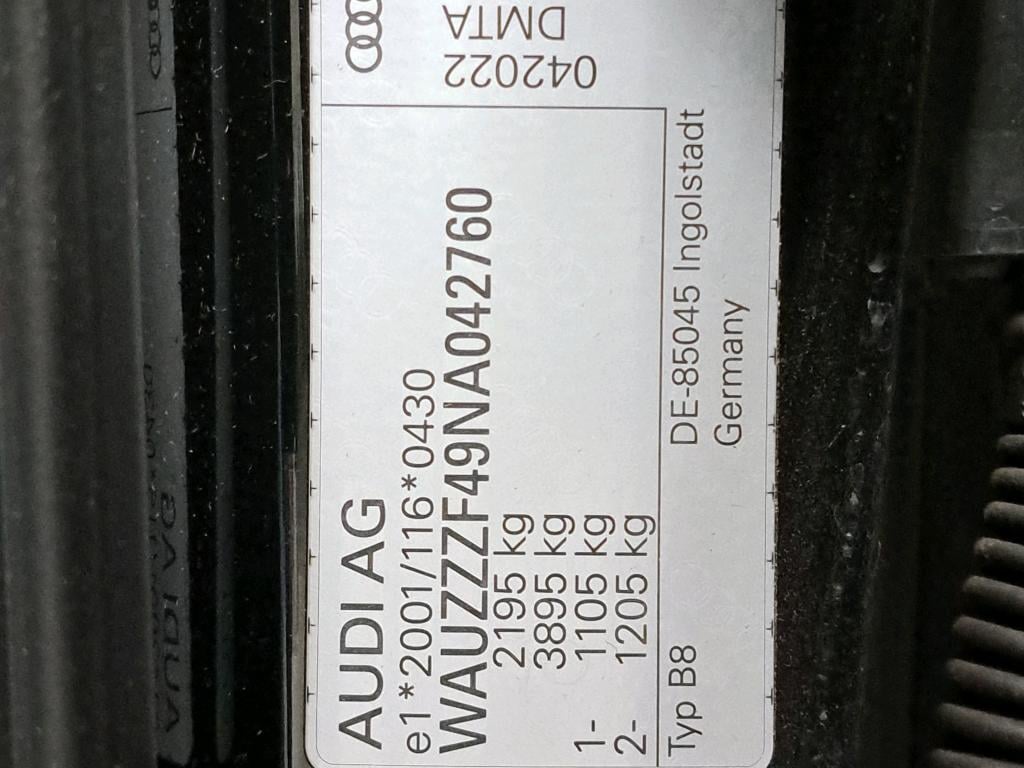 AUDI AG
e1*2001/116*0430
WAUZZZF49NA042760
2195 kg
3895 kg
1- 1105 kg
2- 1205 kg
Typ B8
DE-85045 Ingolstadt
Germany
042022
DMTA